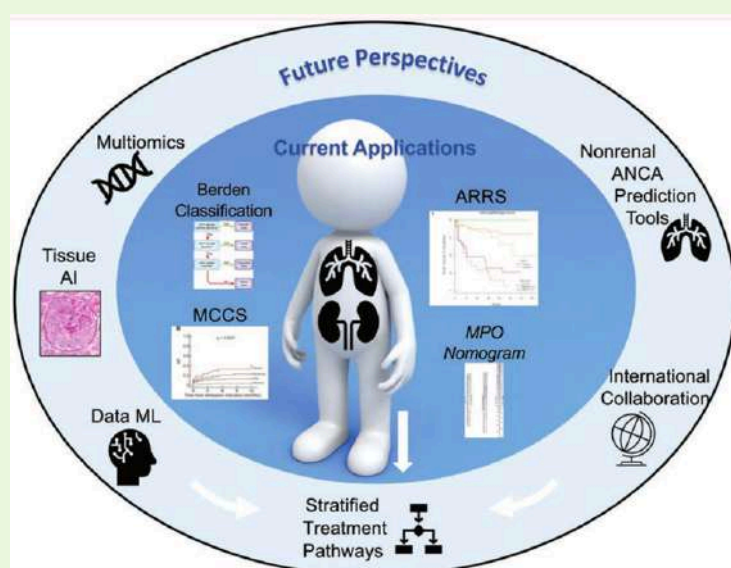 Future Perspectives
Current Applications
Multiomics
Nonrenal
ANCA
Prediction
Tools
Berden
Classification
ARRS
Tissue
AI
MCCS
MPO
Nomogram
International
Collaboration
Data ML
Stratified
Treatment
Pathways